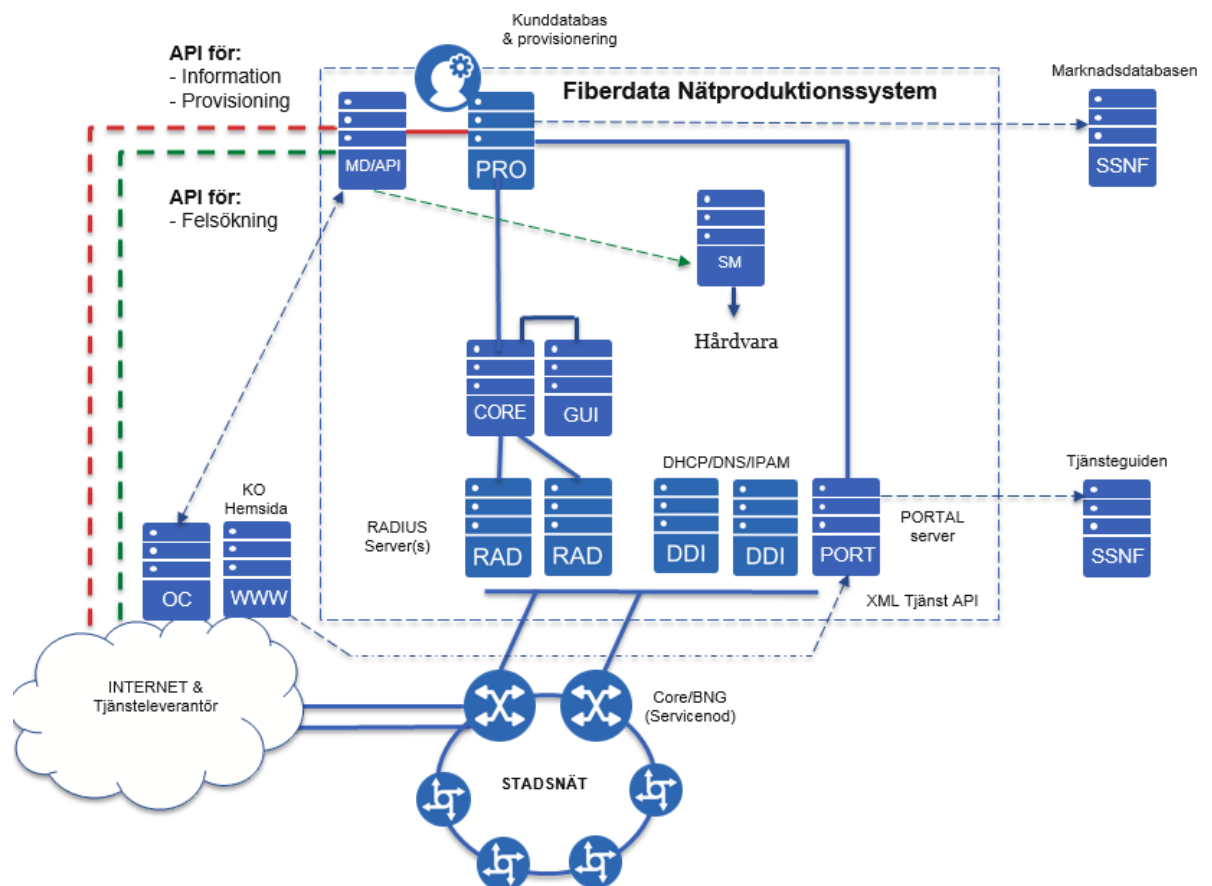 Kunddatabas
& provisionering
API för:
- Information
- Provisioning
Fiberdata Nätproduktionssystem
Marknadsdatabasen
MD/API
PRO
SSNF
API för:
- Felsökning
SM
Hårdvara
CORE
GUI
DHCP/DNS/IPAM
Tjänsteguiden
KO
Hemsida
RADIUS
Server(s)
RAD
RAD
DDI
DDI
PORT
PORTAL
server
SSNF
OC
WWW
XML Tjänst API
INTERNET &
Tjänsteleverantör
Core/BNG
(Servicenod)
STADSNÄT